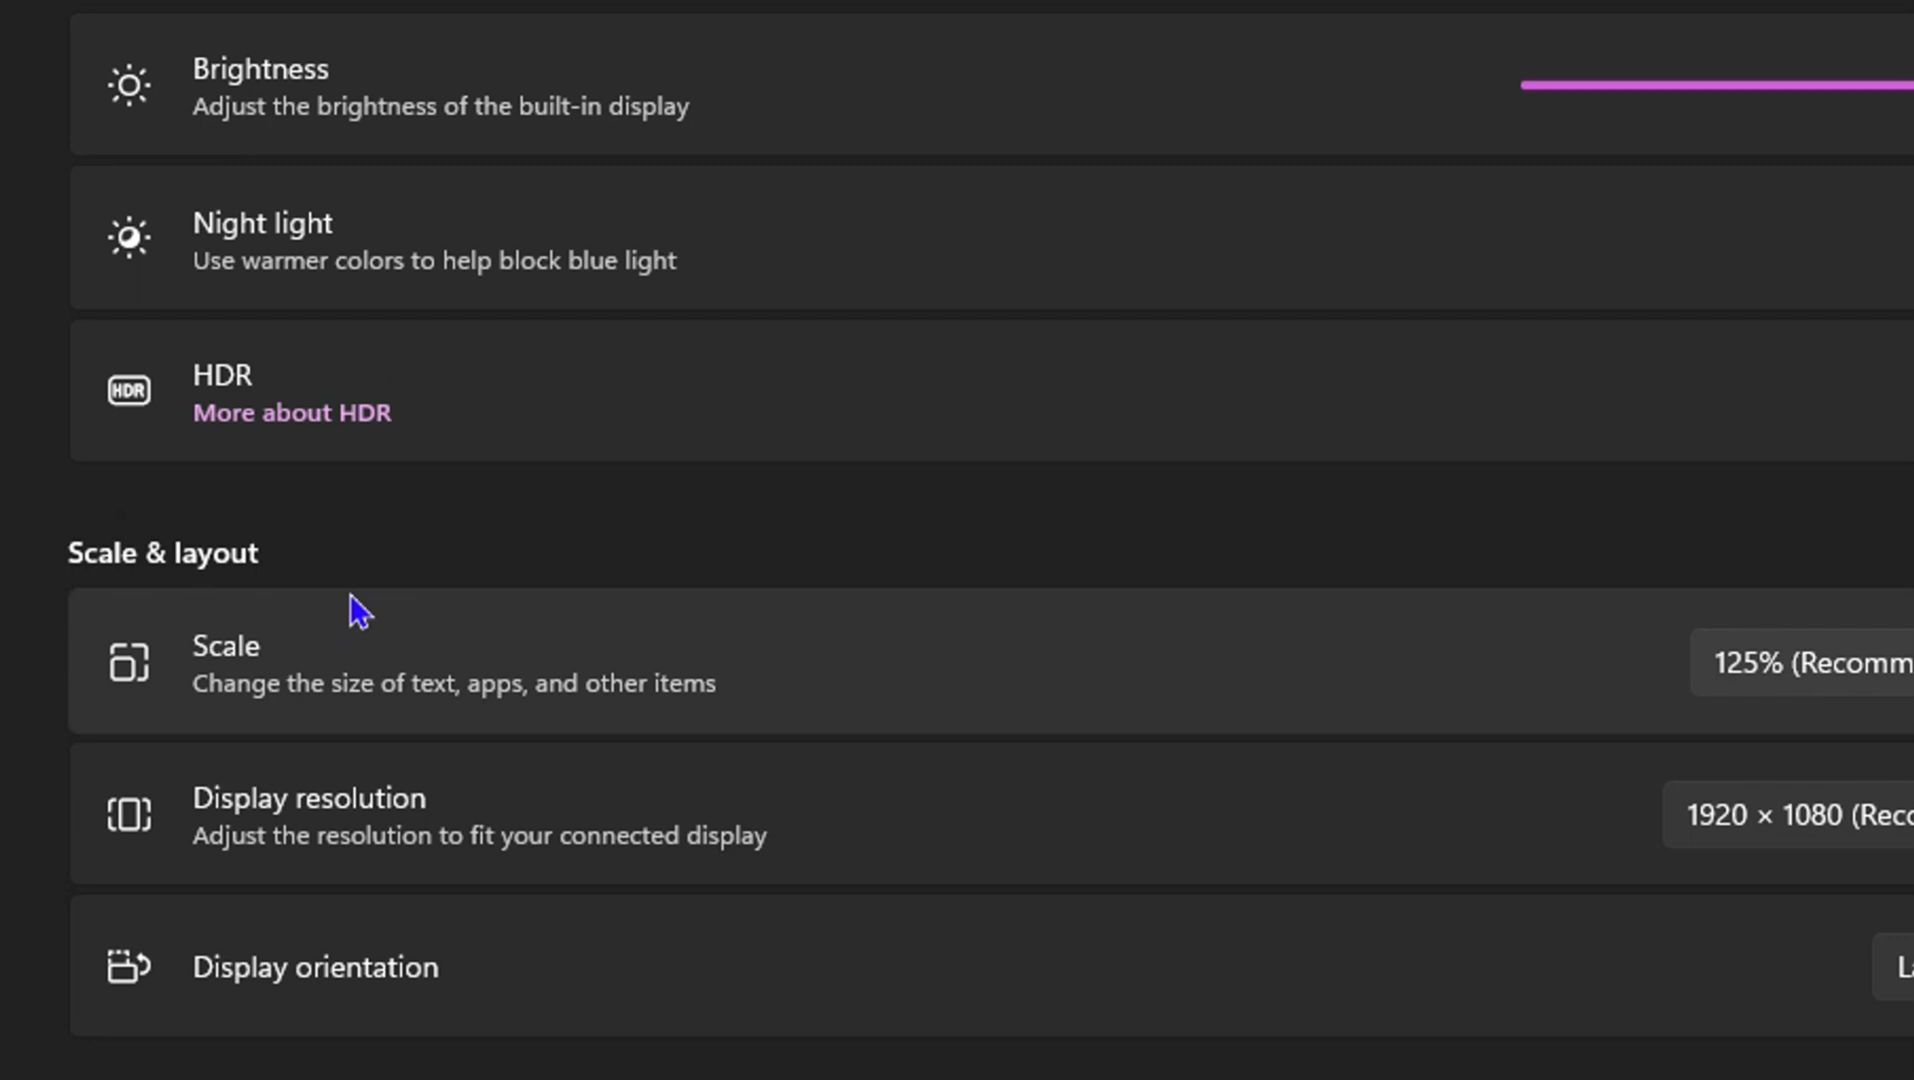 Brightness
Adjust the brightness of the built-in display
Night light
Use warmer colors to help block blue light
HDR
HDR
More about HDR
Scale & layout
Scale
125% (Recomm
Change the size of text, apps, and other items
Display resolution
1920 × 1080 (Rec
Adjust the resolution to fit your connected display
Display orientation
L